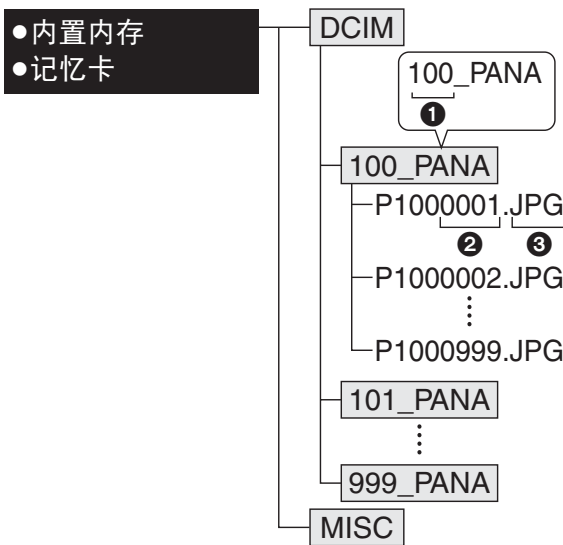 ●内置内存
●记忆卡
DCIM
100_PANA
❶
100_PANA
P1000001.JPG
❷ ❸
P1000002.JPG
P1000999.JPG
101_PANA
999_PANA
MISC